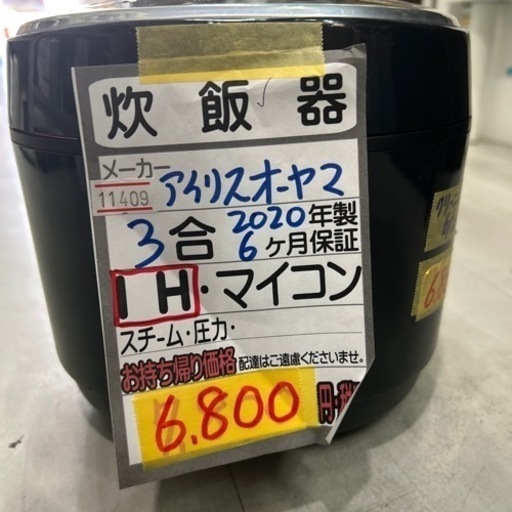 炊飯器
メーカー
11409 アイリスオーヤマ
3合 2020年製
6ヶ月保証
IH・マイコン
スチーム・圧力・
お持ち帰り価格 配達はご遠慮くださいませ。
6.800